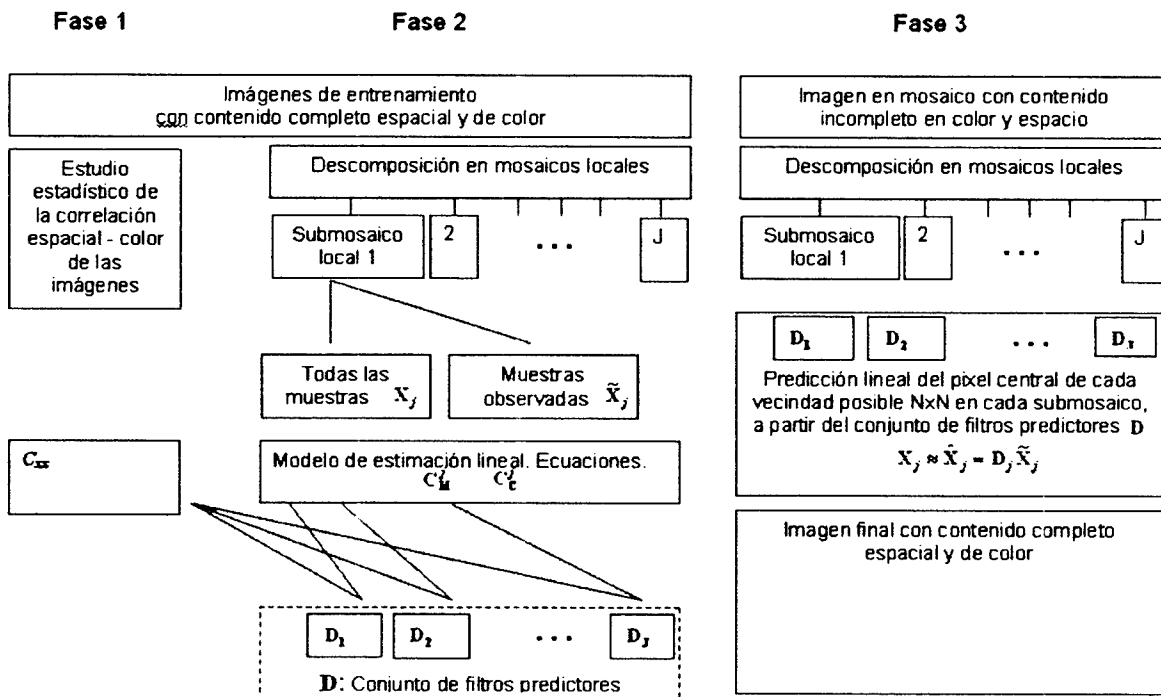 Fase 1
Fase 2
Fase 3
Imágenes de entrenamiento
con contenido completo espacial y de color
Estudio
estadístico de
la correlación
espacial - color
de las
imágenes
Descomposición en mosaicos locales
Submosaico
local 1
2
...
J
Todas las
muestras X_j
Muestras
observadas X̃_j
C_xx
Modelo de estimación lineal. Ecuaciones.
C_M^j C_C^j
D_1
D_2
...
D_J
D: Conjunto de filtros predictores
Imagen en mosaico con contenido
incompleto en color y espacio
Descomposición en mosaicos locales
Submosaico
local 1
2
...
J
D_1
D_2
...
D_J
Predicción lineal del pixel central de cada
vecindad posible NxN en cada submosaico,
a partir del conjunto de filtros predictores D
X_j ≈ X̂_j = D_j X̃_j
Imagen final con contenido completo
espacial y de color